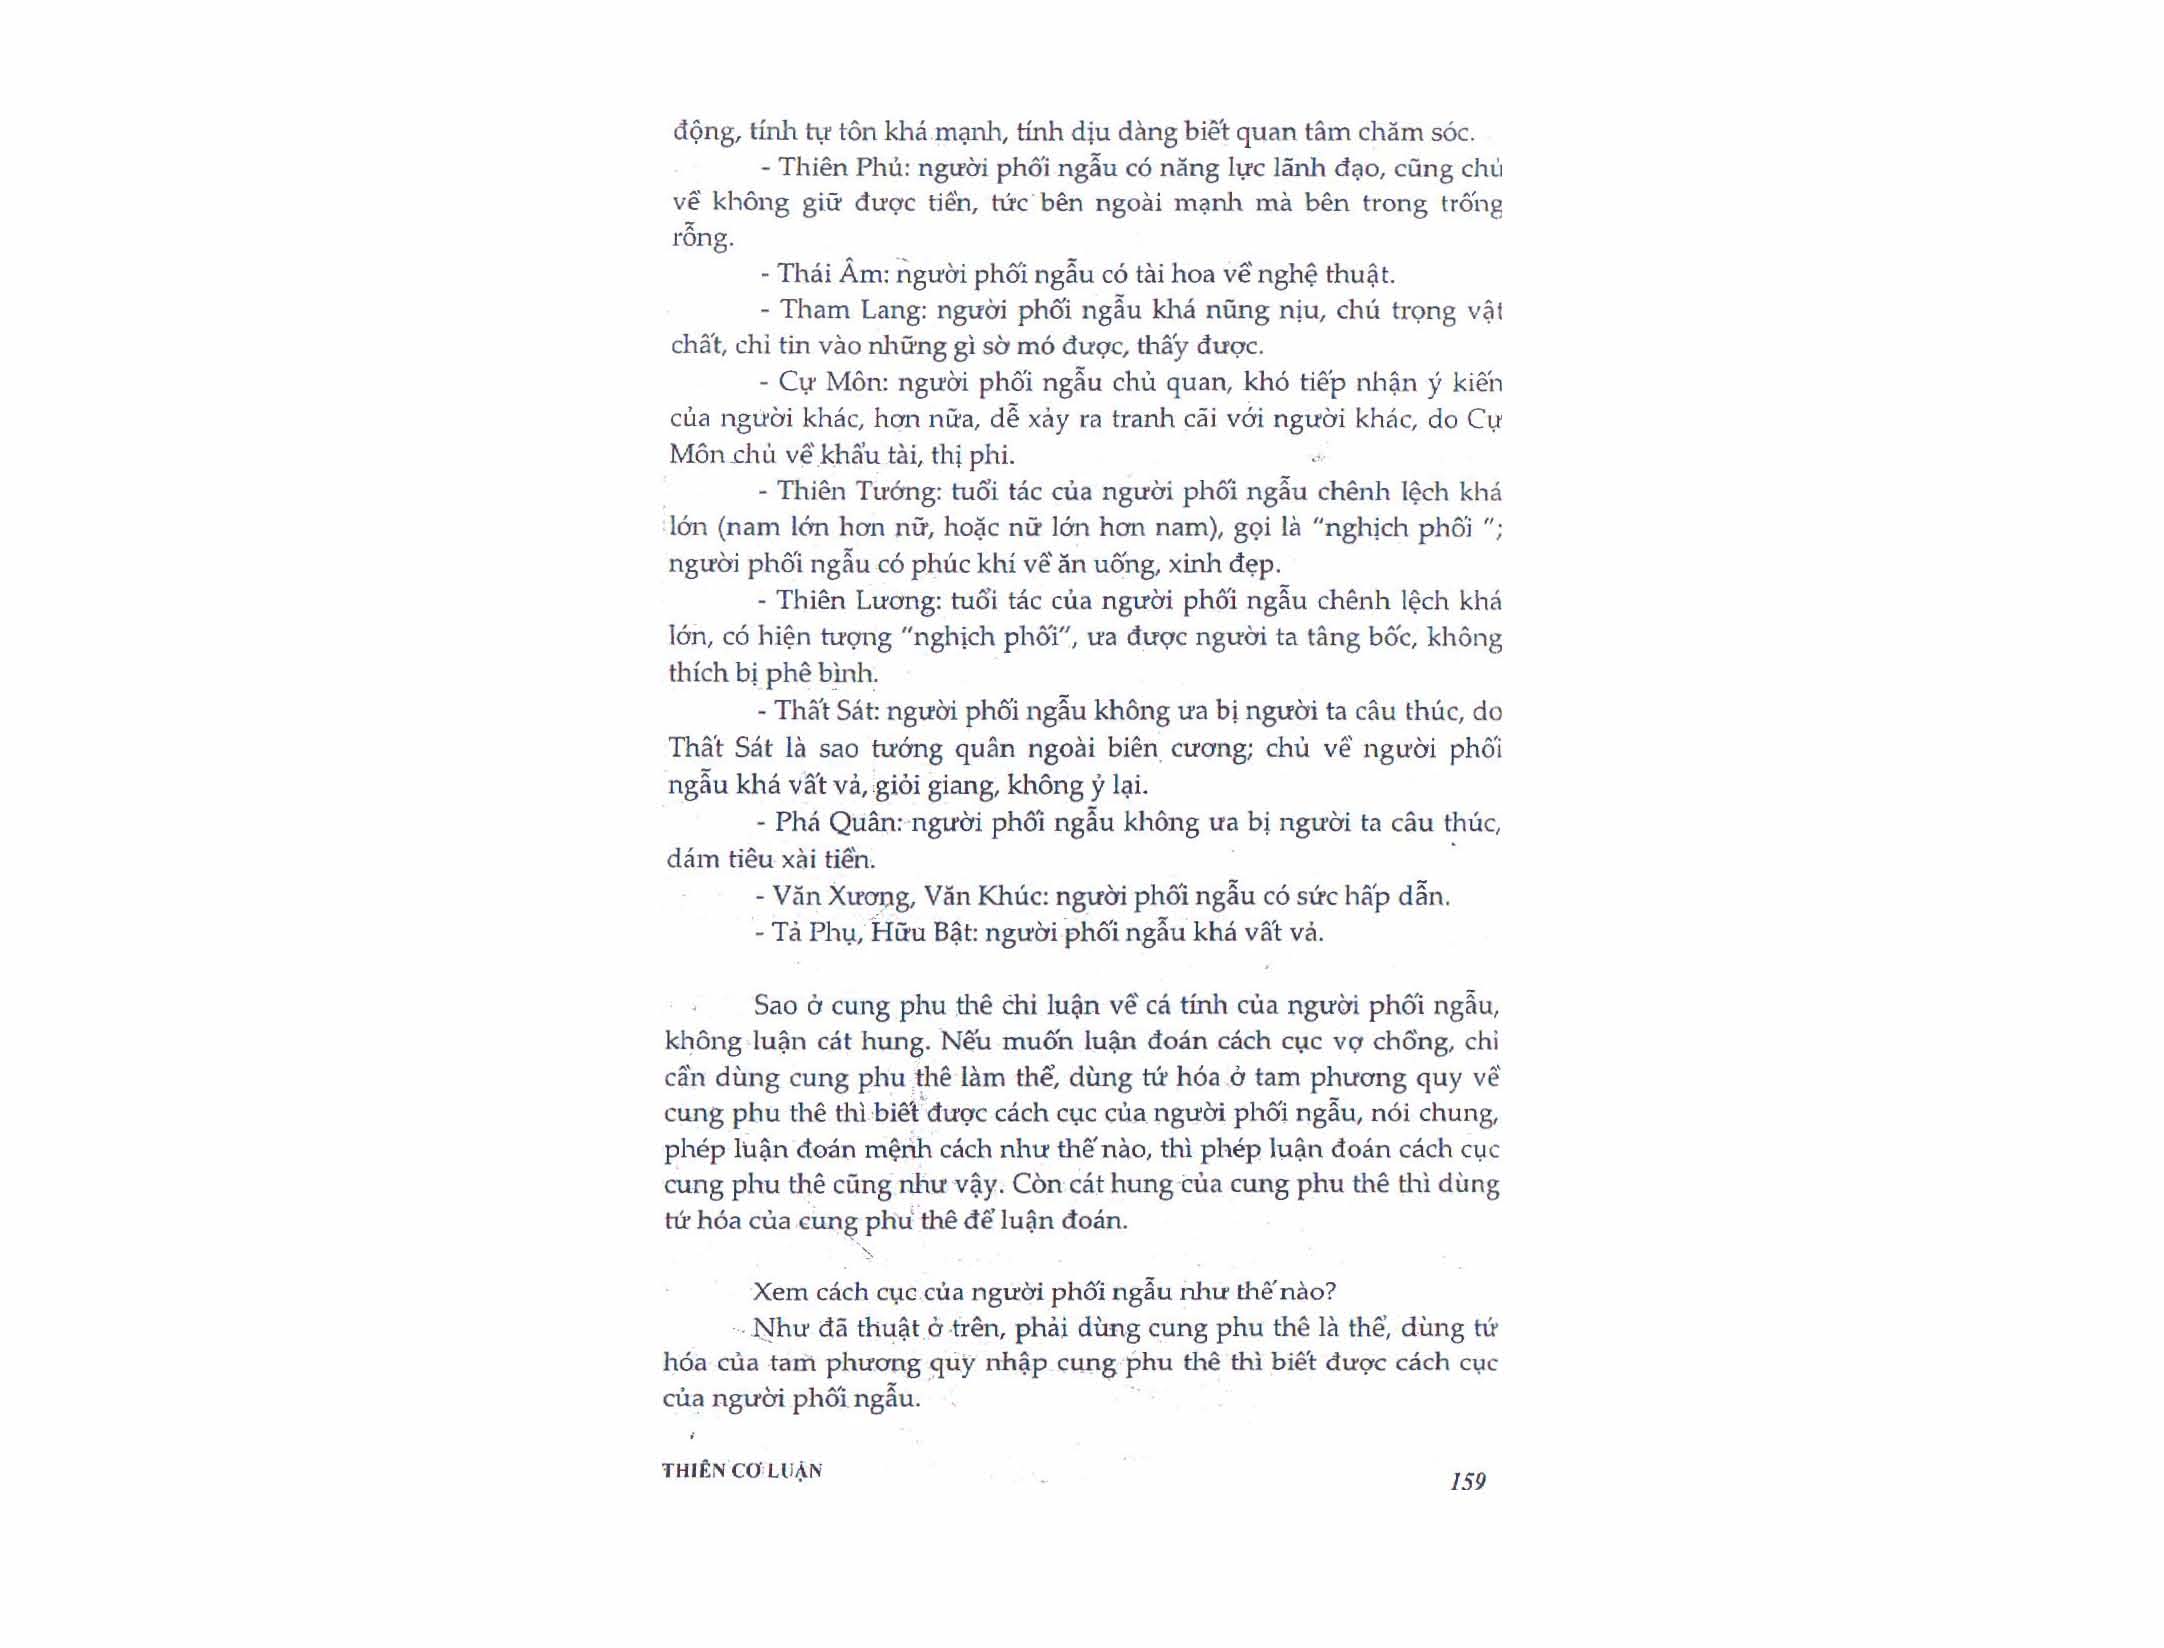 động, tính tự tôn khá mạnh, tính dịu dàng biết quan tâm chăm sóc.
- Thiên Phủ: người phối ngẫu có năng lực lãnh đạo, cũng chủ
về không giữ được tiền, tức bên ngoài mạnh mà bên trong trống
rỗng.
- Thái Âm: người phối ngẫu có tài hoa về nghệ thuật.
- Tham Lang: người phối ngẫu khá nũng nịu, chú trọng vật
chất, chỉ tin vào những gì sờ mó được, thấy được.
- Cự Môn: người phối ngẫu chủ quan, khó tiếp nhận ý kiến
của người khác, hơn nữa, dễ xảy ra tranh cãi với người khác, do Cự
Môn chủ về khẩu tài, thị phi.
- Thiên Tướng: tuổi tác của người phối ngẫu chênh lệch khá
lớn (nam lớn hơn nữ, hoặc nữ lớn hơn nam), gọi là "nghịch phối ";
người phối ngẫu có phúc khí về ăn uống, xinh đẹp.
- Thiên Lương: tuổi tác của người phối ngẫu chênh lệch khá
lớn, có hiện tượng "nghịch phối", ưa được người ta tâng bốc, không
thích bị phê bình.
- Thất Sát: người phối ngẫu không ưa bị người ta câu thúc, do
Thất Sát là sao tướng quân ngoài biên cương; chủ về người phối
ngẫu khá vất vả, giỏi giang, không ỷ lại.
- Phá Quân: người phối ngẫu không ưa bị người ta câu thúc,
dám tiêu xài tiền.
- Văn Xương, Văn Khúc: người phối ngẫu có sức hấp dẫn.
- Tả Phụ, Hữu Bật: người phối ngẫu khá vất vả.
Sao ở cung phu thê chỉ luận về cá tính của người phối ngẫu,
không luận cát hung. Nếu muốn luận đoán cách cục vợ chồng, chỉ
cần dùng cung phu thê làm thể, dùng tứ hóa ở tam phương quy về
cung phu thê thì biết được cách cục của người phối ngẫu, nói chung,
phép luận đoán mệnh cách như thế nào, thì phép luận đoán cách cục
cung phu thê cũng như vậy. Còn cát hung của cung phu thê thì dùng
tứ hóa của cung phu thê để luận đoán.
Xem cách cục của người phối ngẫu như thế nào?
Như đã thuật ở trên, phải dùng cung phu thê là thể, dùng tứ
hóa của tam phương quy nhập cung phu thê thì biết được cách cục
của người phối ngẫu.
THIÊN CƠ LUẬN
159